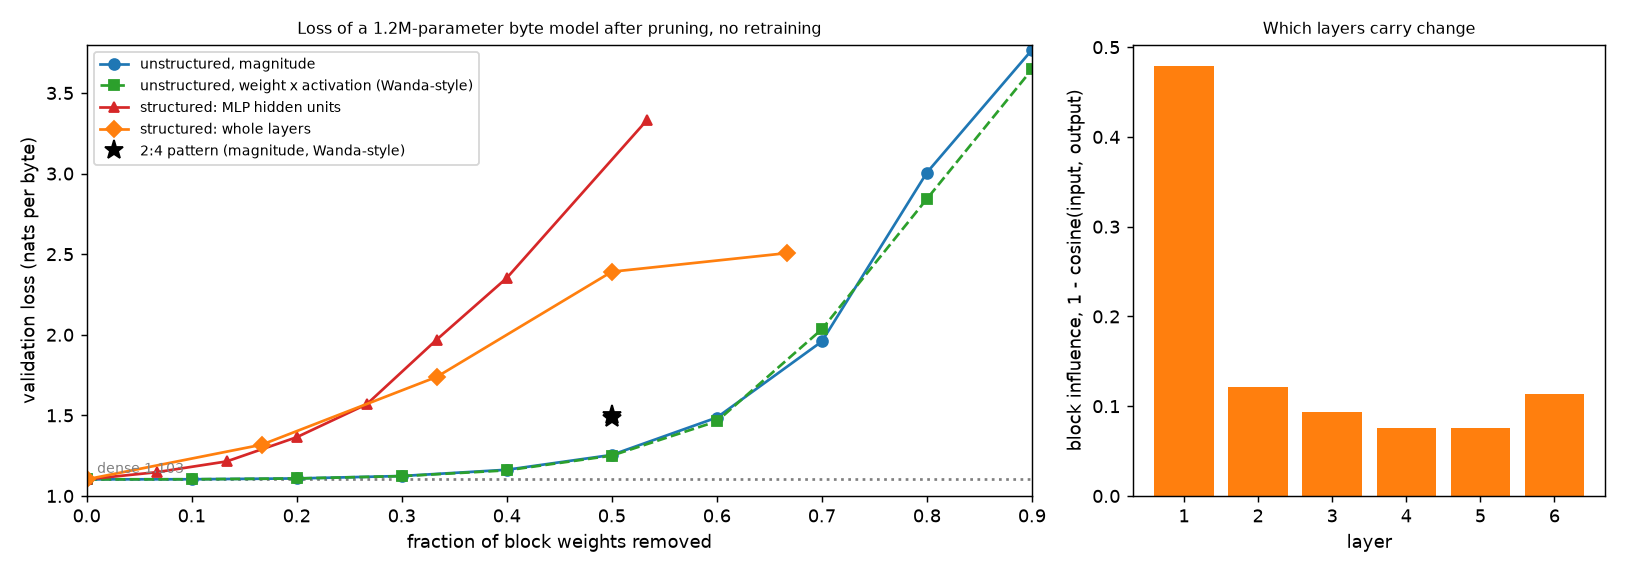 Loss of a 1.2M-parameter byte model after pruning, no retraining
validation loss (nats per byte)
3.5
3.0
2.5
2.0
1.5
1.0
unstructured, magnitude
unstructured, weight x activation (Wanda-style)
structured: MLP hidden units
structured: whole layers
2:4 pattern (magnitude, Wanda-style)
dense 1.103
0.0 0.1 0.2 0.3 0.4 0.5 0.6 0.7 0.8 0.9
fraction of block weights removed
Which layers carry change
block influence, 1 - cosine(input, output)
0.5
0.4
0.3
0.2
0.1
0.0
1 2 3 4 5 6
layer